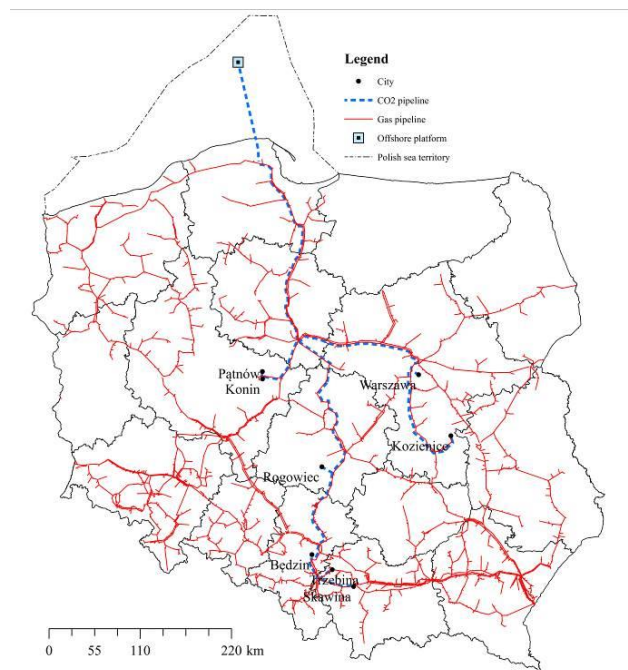 Legend
City
CO2 pipeline
Gas pipeline
Offshore platform
Polish sea territory
Pątnów
Konin
Warszawa
Kozienice
Rogowiec
Będzin
Trzebinia
Skawina
0 55 110 220 km